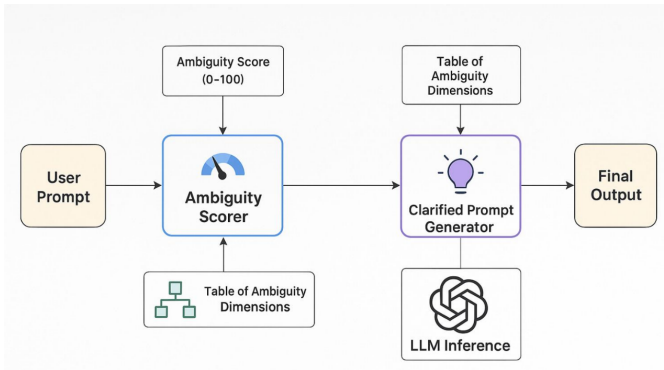 Ambiguity Score
(0-100)
Table of
Ambiguity
Dimensions
User
Prompt
Ambiguity
Scorer
Clarified Prompt
Generator
Final
Output
Table of Ambiguity
Dimensions
LLM Inference